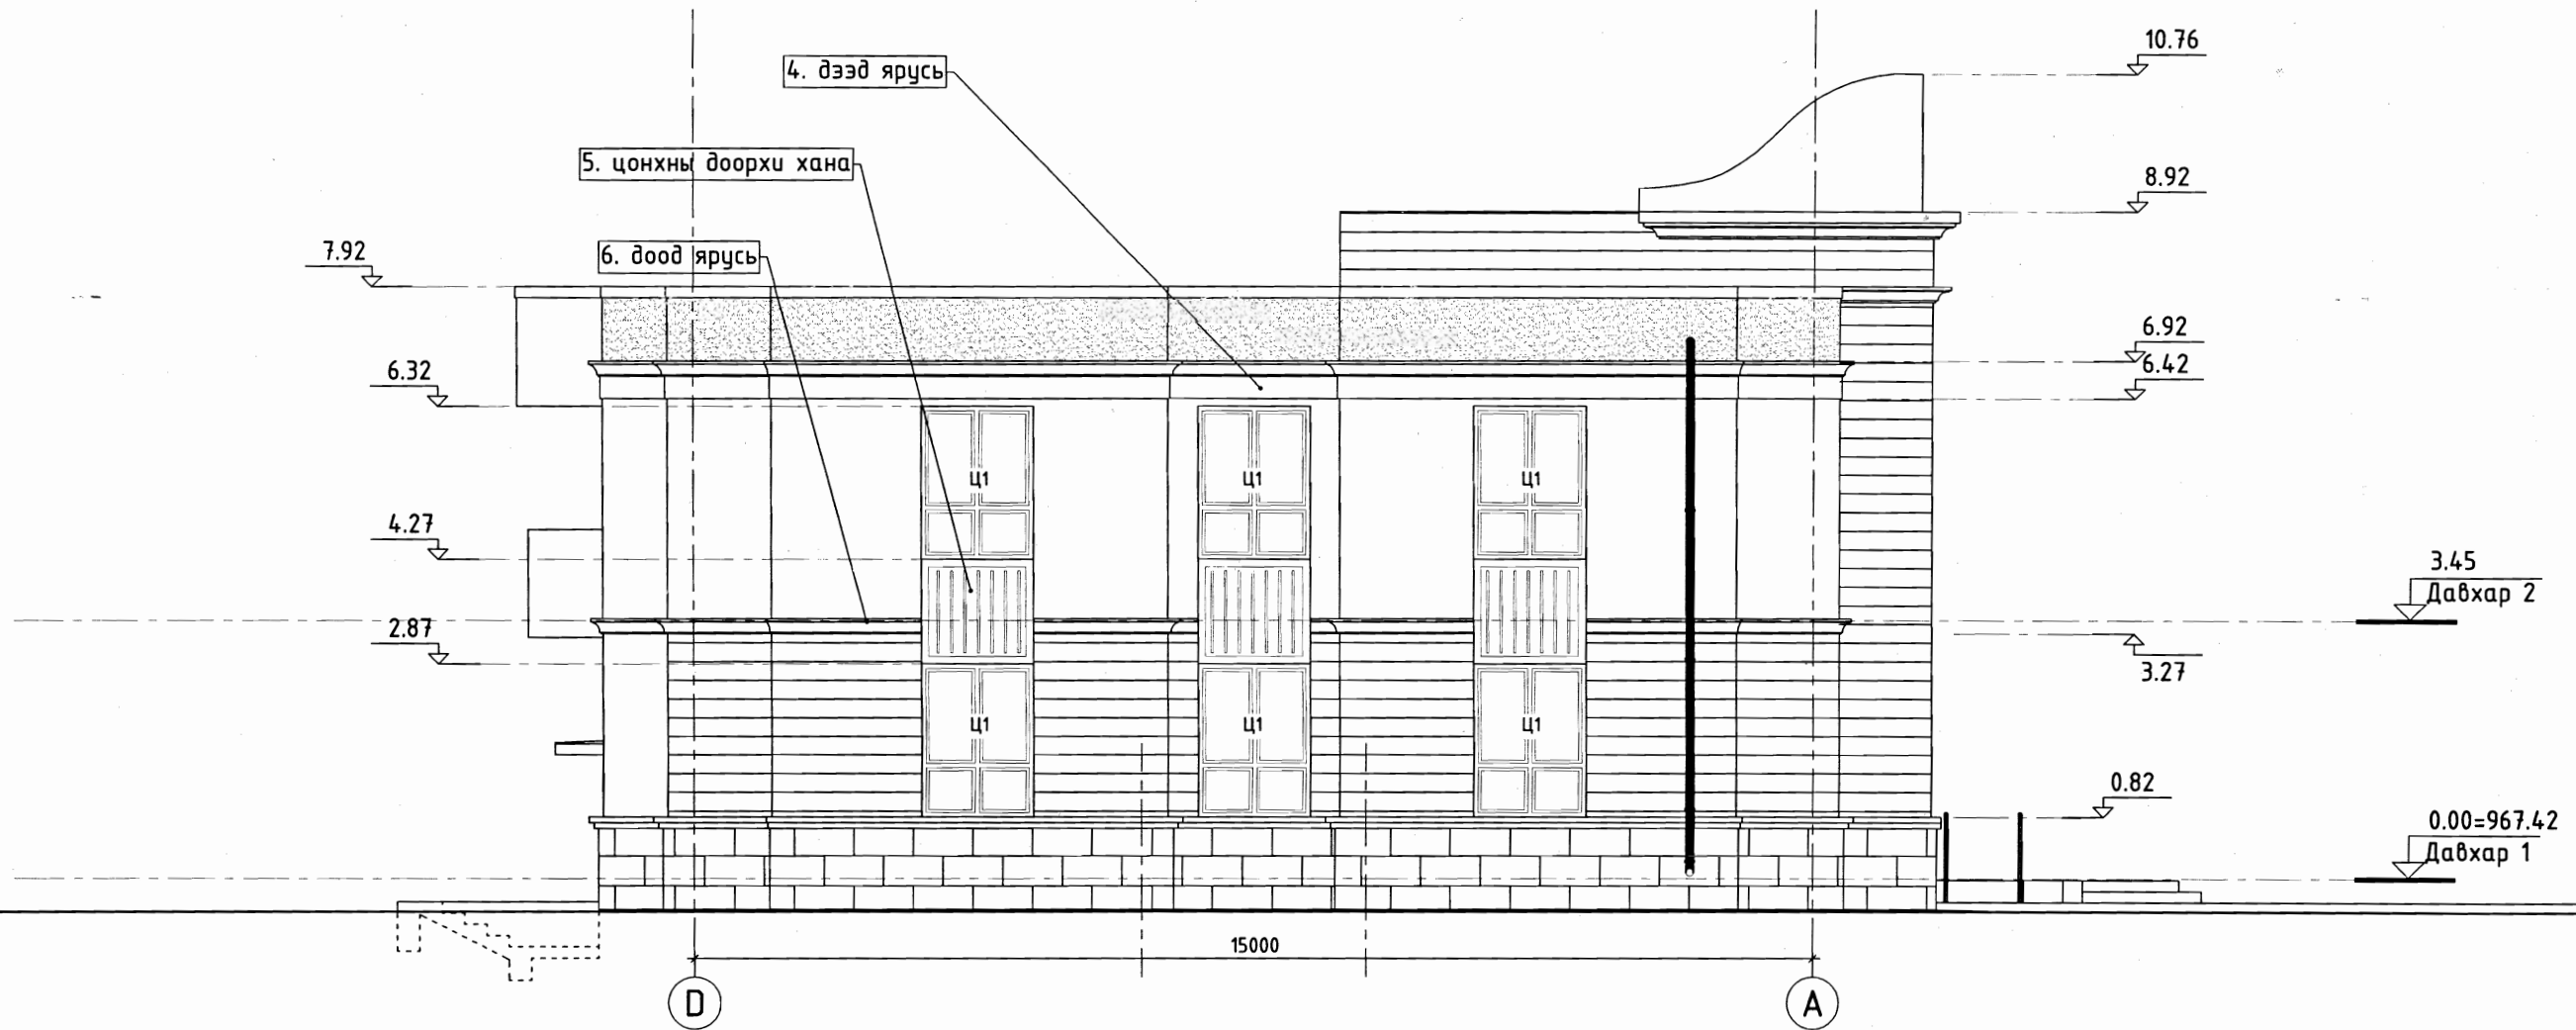 10.76
4. дээд ярусь
5. цонхны доорхи хана
8.92
7.92
6. доод ярусь
6.92
6.32
6.42
Ц1 Ц1 Ц1
4.27
3.45
Давхар 2
2.87
3.27
Ц1 Ц1 Ц1
0.82
0.00=967.42
Давхар 1
15000
D A